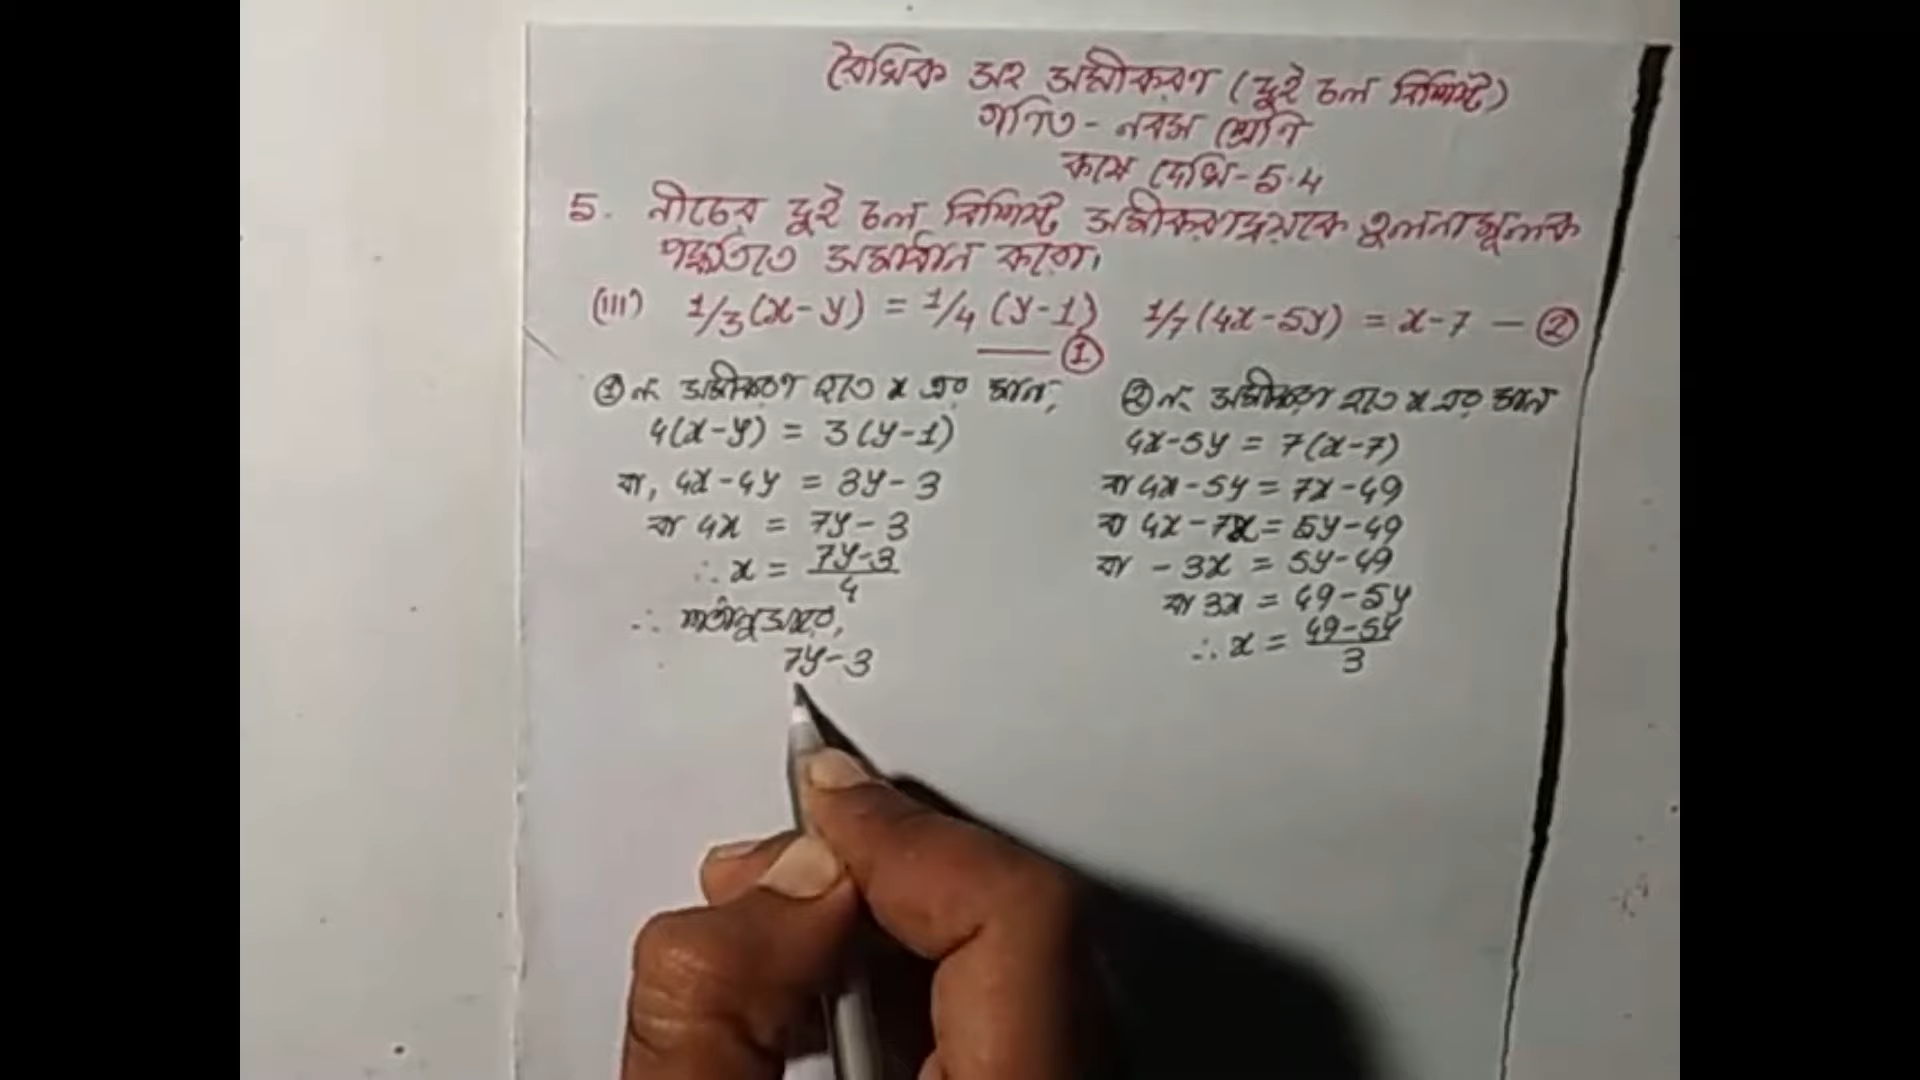 রৈখিক সহ সমীকরণ (দুই চল বিশিষ্ট)
গণিত - নবম শ্রেণি
কষে দেখি - 5.4
5. নীচের দুই চল বিশিষ্ট সমীকরণদ্বয়কে তুলনামূলক
পদ্ধতিতে সমাধান করো।
(iii) 1/3(x-y) = 1/4(y-1) 1/7(4x-5y) = x-7 — ②
— ①
① নং সমীকরণ হতে x এর মান,
4(x-y) = 3(y-1)
বা, 4x-4y = 3y-3
বা 4x = 7y-3
∴ x = 7y-3/4
∴ শর্তানুসারে,
7y-3
② নং সমীকরণ হতে x এর মান
4x-5y = 7(x-7)
বা 4x-5y = 7x-49
বা 4x-7x = 5y-49
বা -3x = 5y-49
বা 3x = 49-5y
∴ x = 49-5y/3